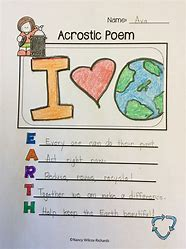 Name: Ava
Acrostic Poem
I
E Every one can do their part.
A Act right now.
R Reduce, reuse, recycle!
T Together we can make a difference.
H Help keep the Earth beautiful!
©Nancy Wilcox Richards